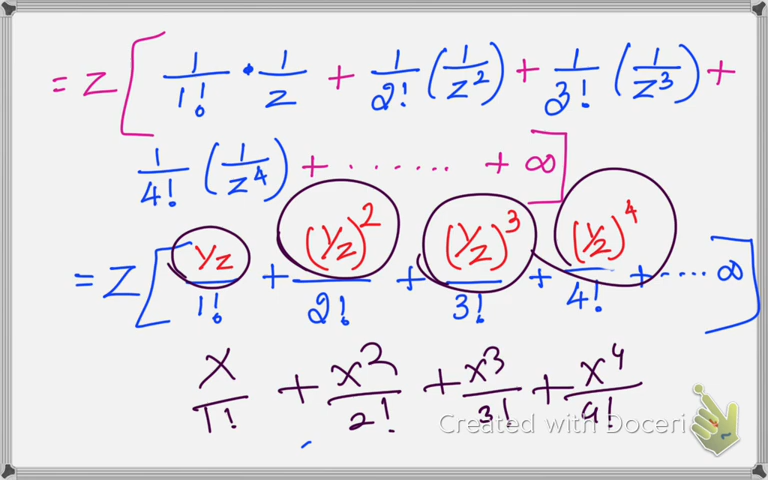 = z [ 1/1! · 1/z + 1/2! (1/z²) + 1/3! (1/z³) +
1/4! (1/z⁴) + ....... + ∞ ]
= Z [ (1/z)/1! + (1/z)²/2! + (1/z)³/3! + (1/z)⁴/4! + .... ∞ ]
x/1! + x²/2! + x³/3! + x⁴/4!
Created with Doceri